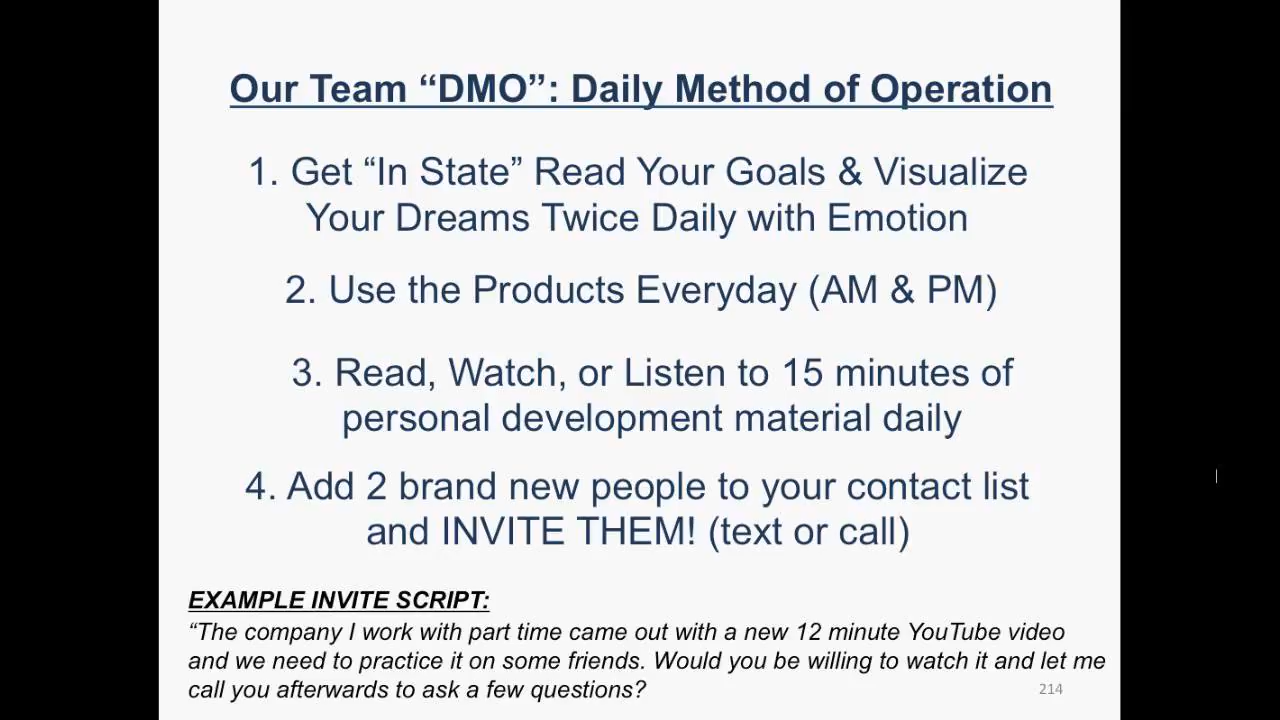 Our Team “DMO”: Daily Method of Operation
1. Get “In State” Read Your Goals & Visualize
Your Dreams Twice Daily with Emotion
2. Use the Products Everyday (AM & PM)
3. Read, Watch, or Listen to 15 minutes of
personal development material daily
4. Add 2 brand new people to your contact list
and INVITE THEM! (text or call)
EXAMPLE INVITE SCRIPT:
“The company I work with part time came out with a new 12 minute YouTube video
and we need to practice it on some friends. Would you be willing to watch it and let me
call you afterwards to ask a few questions?
214